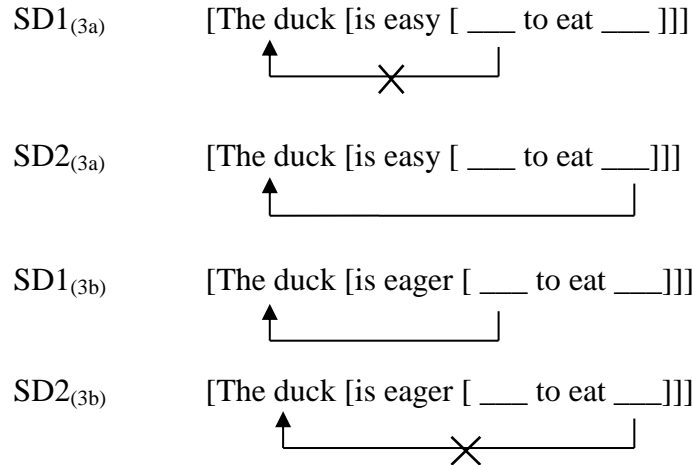 SD1(3a) [The duck [is easy [ ___ to eat ___ ]]]
SD2(3a) [The duck [is easy [ ___ to eat ___]]]
SD1(3b) [The duck [is eager [ ___ to eat ___]]]
SD2(3b) [The duck [is eager [ ___ to eat ___]]]